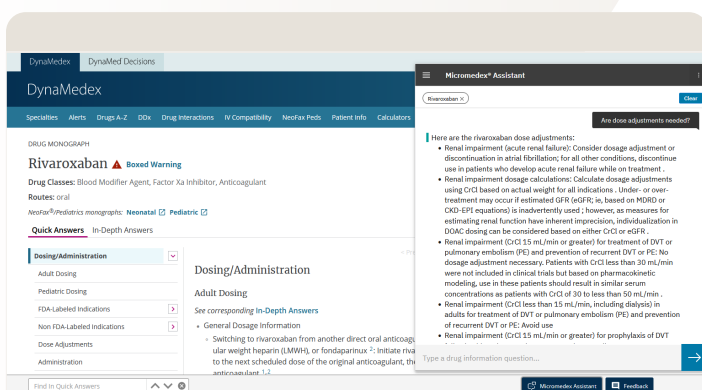 DynaMedex DynaMed Decisions
DynaMedex
Specialties Alerts Drugs A-Z DDx Drug Interactions IV Compatibility NeoFax Peds Patient Info Calculators
DRUG MONOGRAPH
Rivaroxaban Boxed Warning
Drug Classes: Blood Modifier Agent, Factor Xa Inhibitor, Anticoagulant
Routes: oral
NeoFax®/Pediatrics monographs: Neonatal Pediatric
Quick Answers In-Depth Answers
Dosing/Administration
Adult Dosing
Pediatric Dosing
FDA-Labeled Indications
Non FDA-Labeled Indications
Dose Adjustments
Administration
Find In Quick Answers
Dosing/Administration
Adult Dosing
See corresponding In-Depth Answers
• General Dosage Information
Switching to rivaroxaban from another direct oral anticoagu
ular weight heparin (LMWH), or fondaparinux 2: Initiate riva
to the next scheduled dose of the original anticoagulant, the
anticoagulant 1,2
Micromedex® Assistant
Rivaroxaban ×
Clear
Are dose adjustments needed?
Here are the rivaroxaban dose adjustments:
• Renal impairment (acute renal failure): Consider dosage adjustment or
discontinuation in atrial fibrillation; for all other conditions, discontinue
use in patients who develop acute renal failure while on treatment .
• Renal impairment dosage calculations: Calculate dosage adjustments
using CrCl based on actual weight for all indications . Under- or over-
treatment may occur if estimated GFR (eGFR; ie, based on MDRD or
CKD-EPI equations) is inadvertently used ; however, as measures for
estimating renal function have inherent imprecision, individualization in
DOAC dosing can be considered based on either CrCl or eGFR .
• Renal impairment (CrCl 15 mL/min or greater) for treatment of DVT or
pulmonary embolism (PE) and prevention of recurrent DVT or PE: No
dosage adjustment necessary. Patients with CrCl less than 30 mL/min
were not included in clinical trials but based on pharmacokinetic
modeling, use in these patients should result in similar serum
concentrations as patients with CrCl of 30 to less than 50 mL/min .
• Renal impairment (CrCl less than 15 mL/min, including dialysis) in
adults for treatment of DVT or pulmonary embolism (PE) and prevention
of recurrent DVT or PE: Avoid use
• Renal impairment (CrCl 15 mL/min or greater) for prophylaxis of DVT
Type a drug information question...
Micromedex Assistant Feedback